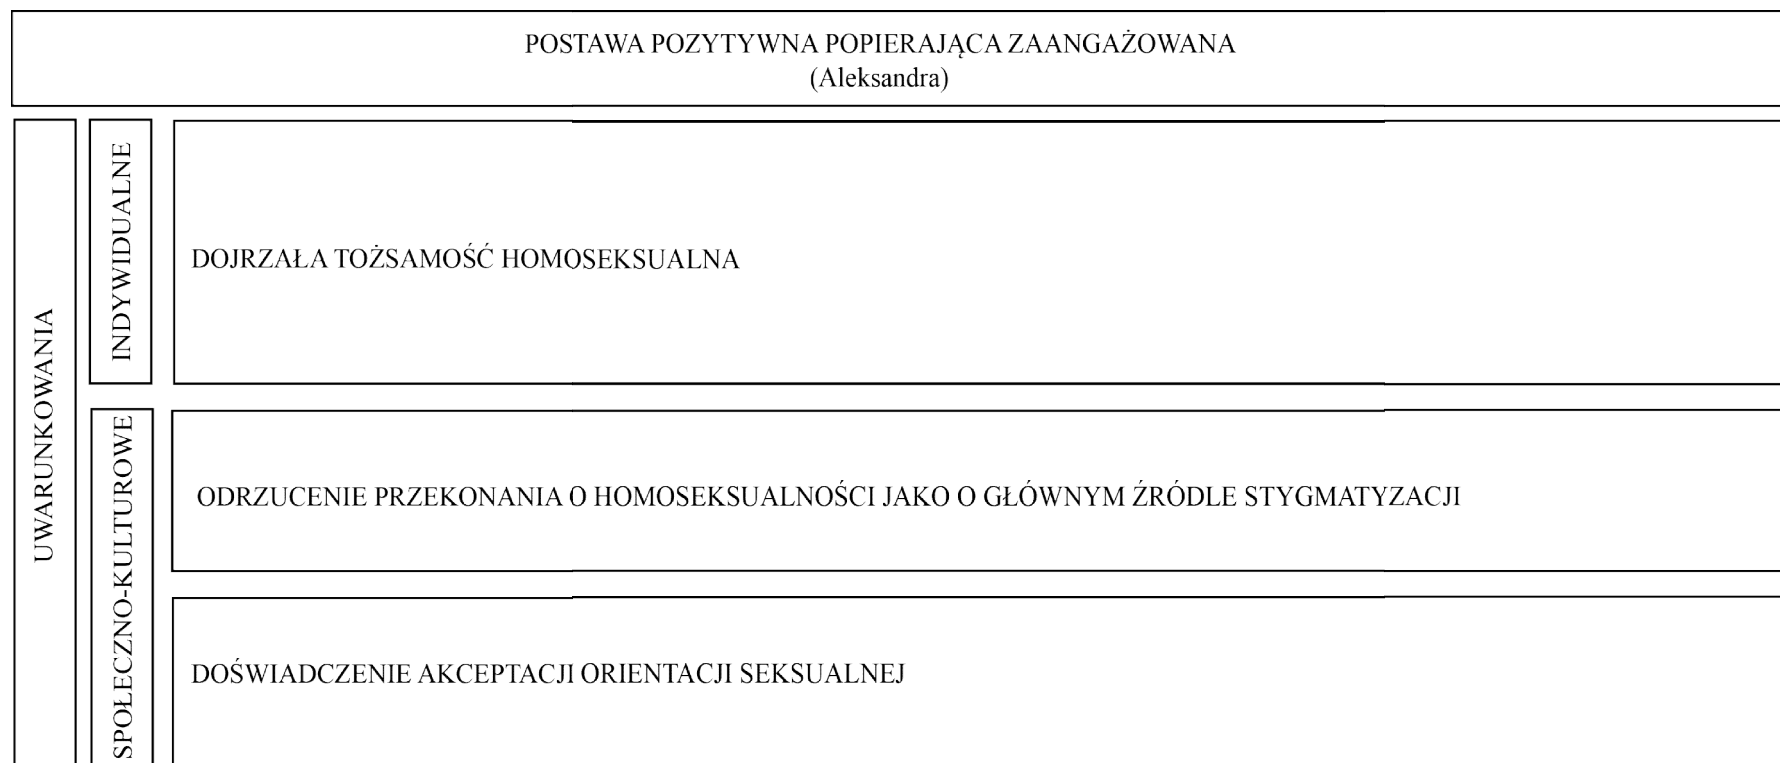 POSTAWA POZYTYWNA POPIERAJĄCA ZAANGAŻOWANA
(Aleksandra)
UWARUNKOWANIA
INDYWIDUALNE
DOJRZAŁA TOŻSAMOŚĆ HOMOSEKSUALNA
SPOŁECZNO-KULTUROWE
ODRZUCENIE PRZEKONANIA O HOMOSEKSUALNOŚCI JAKO O GŁÓWNYM ŹRÓDLE STYGMATYZACJI
DOŚWIADCZENIE AKCEPTACJI ORIENTACJI SEKSUALNEJ